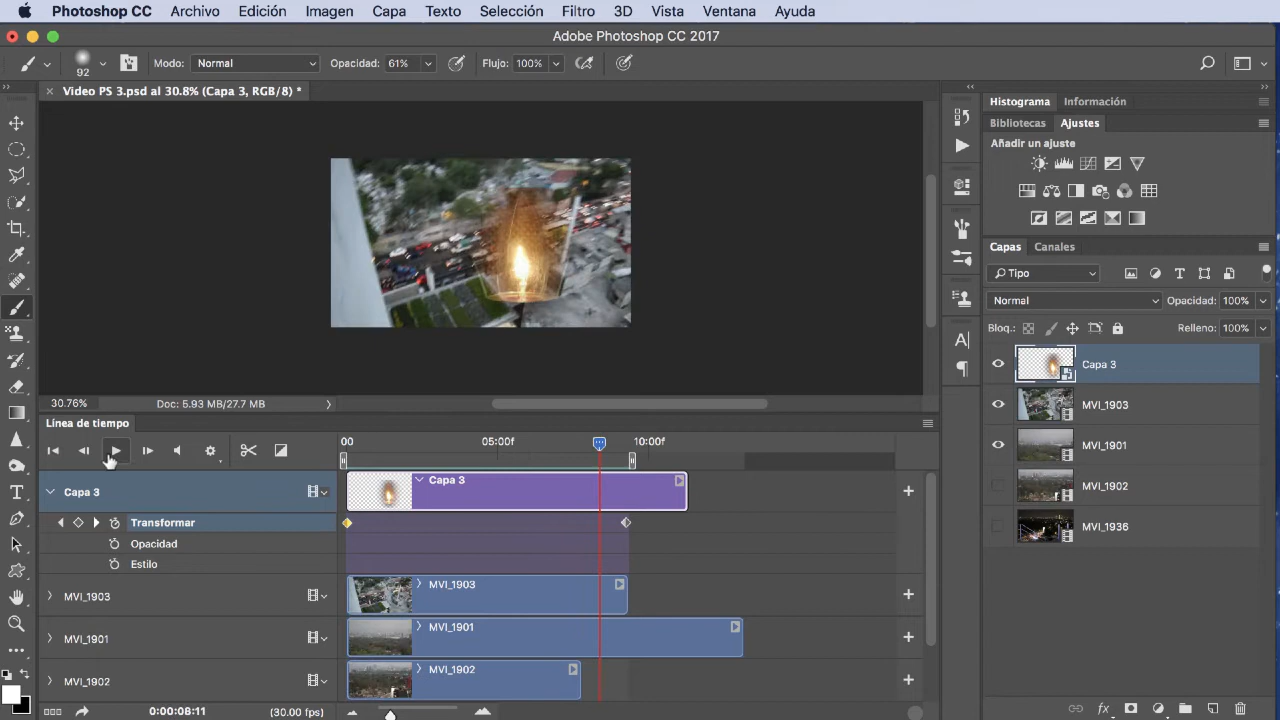 Photoshop CC Archivo Edición Imagen Capa Texto Selección Filtro 3D Vista Ventana Ayuda
Adobe Photoshop CC 2017
92 Modo: Normal Opacidad: 61% Flujo: 100%
Video PS 3.psd al 30.8% (Capa 3, RGB/8) *
Histograma Información
Bibliotecas Ajustes
Añadir un ajuste
Capas Canales
Tipo
Normal Opacidad: 100%
Bloq.: Relleno: 100%
Capa 3
MVI_1903
MVI_1901
MVI_1902
MVI_1936
30.76% Doc: 5.93 MB/27.7 MB
Línea de tiempo
00 05:00f 10:00f
Capa 3 Capa 3
Transformar
Opacidad
Estilo
MVI_1903 MVI_1903
MVI_1901 MVI_1901
MVI_1902 MVI_1902
0:00:08:11 (30.00 fps)